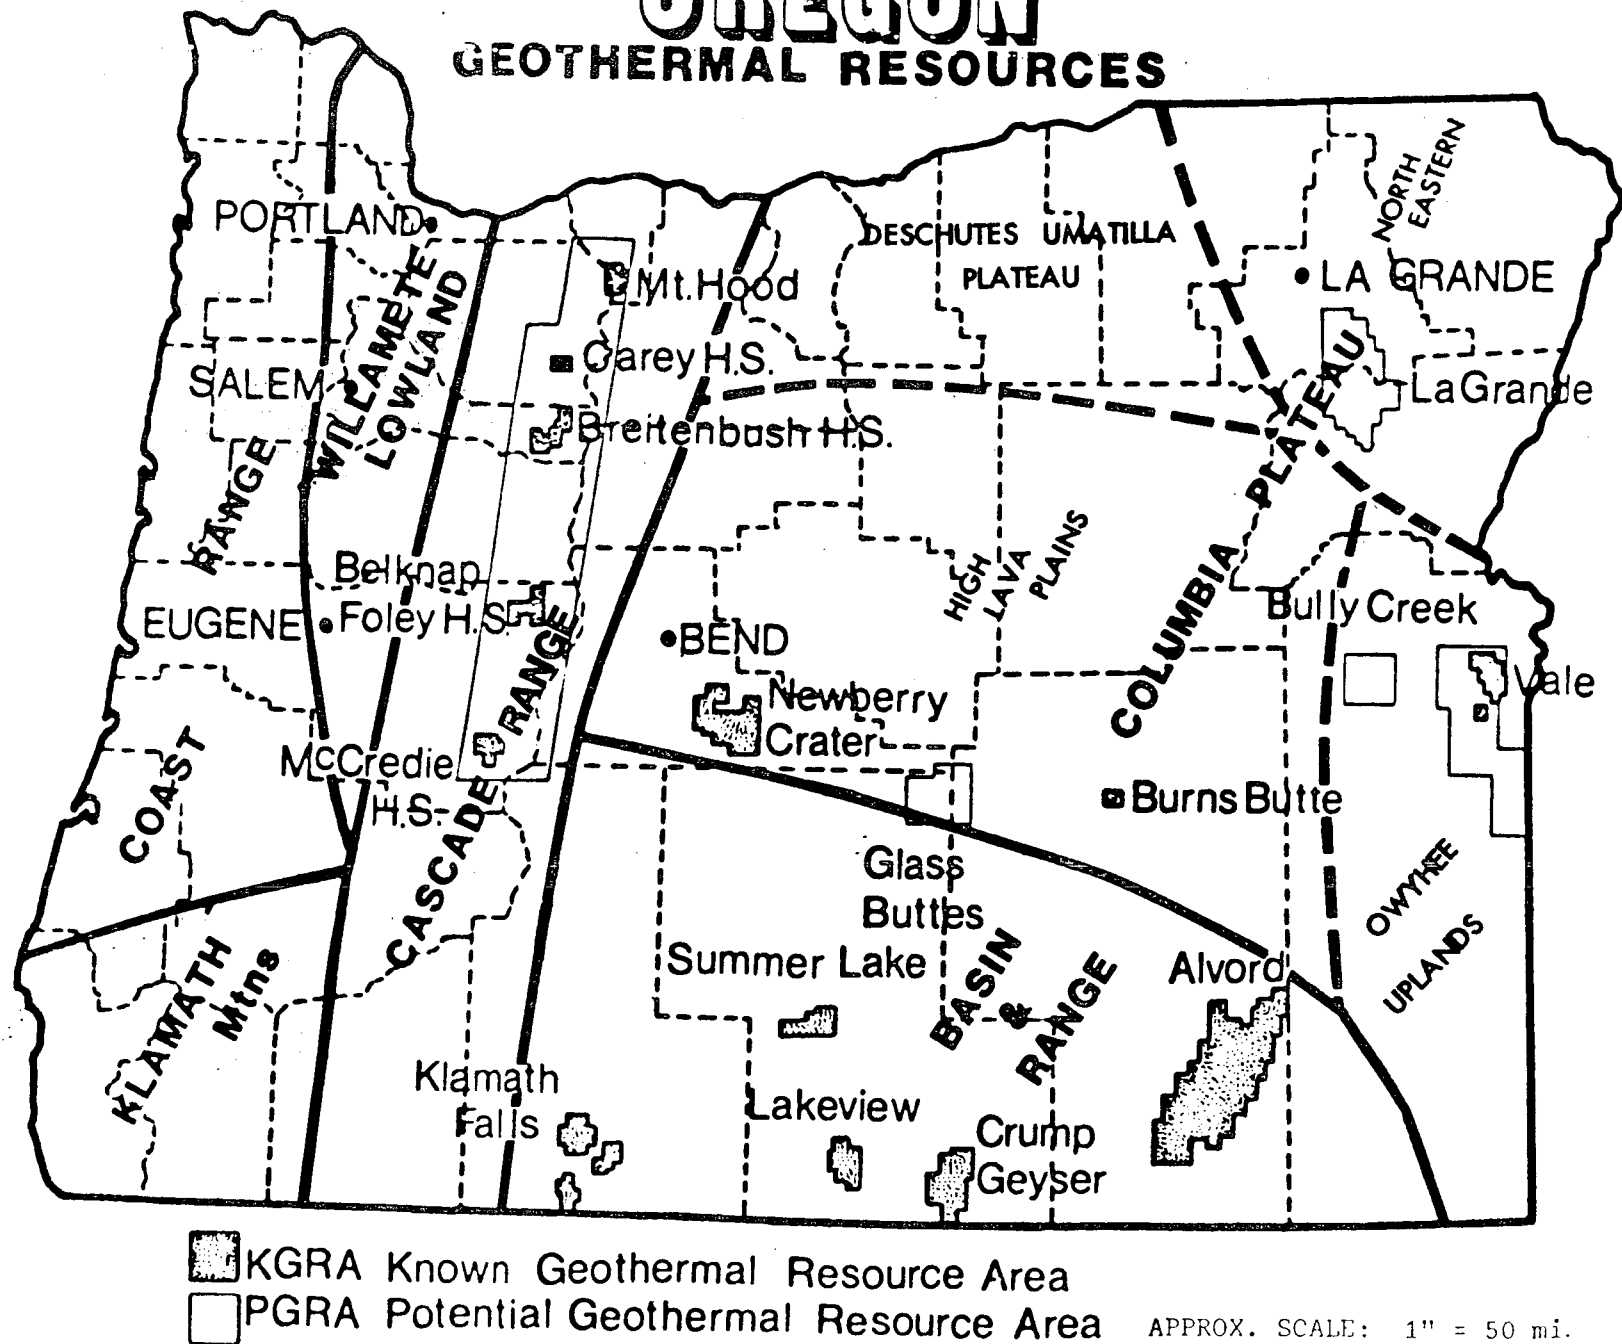 OREGON
GEOTHERMAL RESOURCES
NORTH
EASTERN
PORTLAND
DESCHUTES UMATILLA
PLATEAU
LA GRANDE
Mt. Hood
WILLAMETE
LOWLAND
Carey H.S.
SALEM
LaGrande
Breitenbush H.S.
RANGE
COLUMBIA PLATEAU
HIGH
LAVA
PLAINS
Belknap
Foley H.S.
EUGENE
BEND
Bully Creek
Vale
Newberry
Crater
CASCADE RANGE
McCredie
H.S.
COAST
Burns Butte
Glass
Buttes
OWYHEE
UPLANDS
Summer Lake
BASIN
&
RANGE
Alvord
KLAMATH
Mtns
Klamath
Falls
Lakeview
Crump
Geyser
KGRA Known Geothermal Resource Area
PGRA Potential Geothermal Resource Area
APPROX. SCALE: 1" = 50 mi.